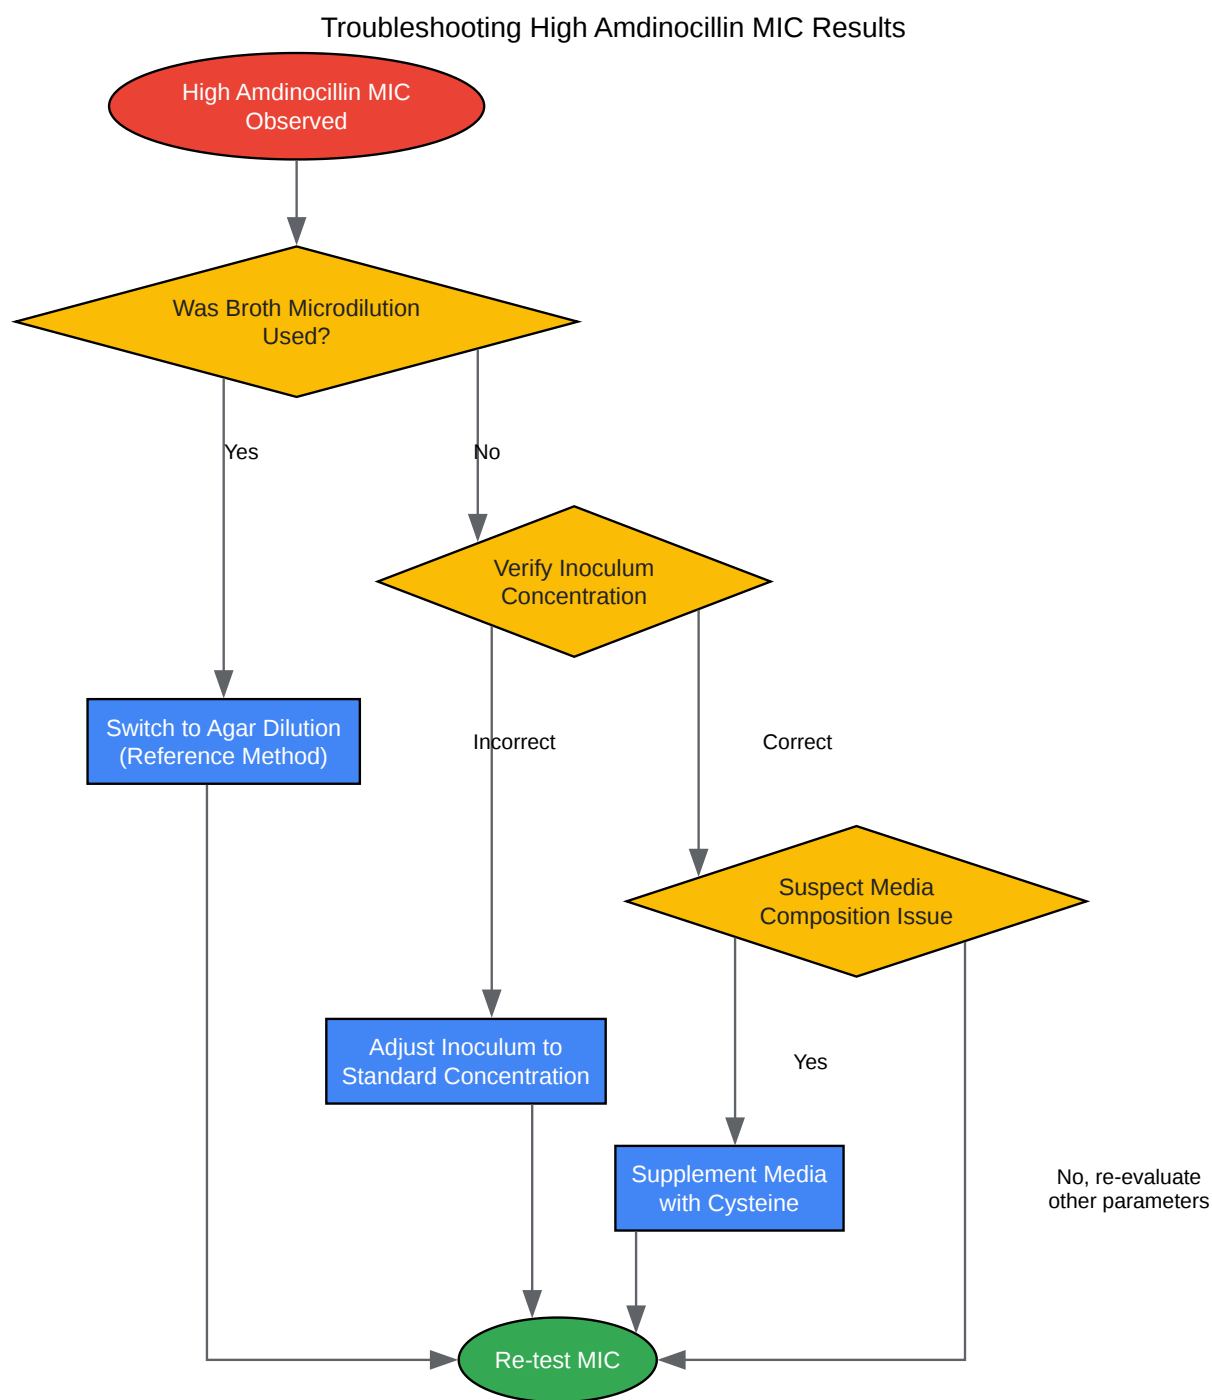 Troubleshooting High Amdinocillin MIC Results
High Amdinocillin MIC
Observed
Was Broth Microdilution
Used?
Yes
No
Verify Inoculum
Concentration
Switch to Agar Dilution
(Reference Method)
Incorrect
Correct
Suspect Media
Composition Issue
Adjust Inoculum to
Standard Concentration
Yes
Supplement Media
with Cysteine
No, re-evaluate
other parameters
Re-test MIC